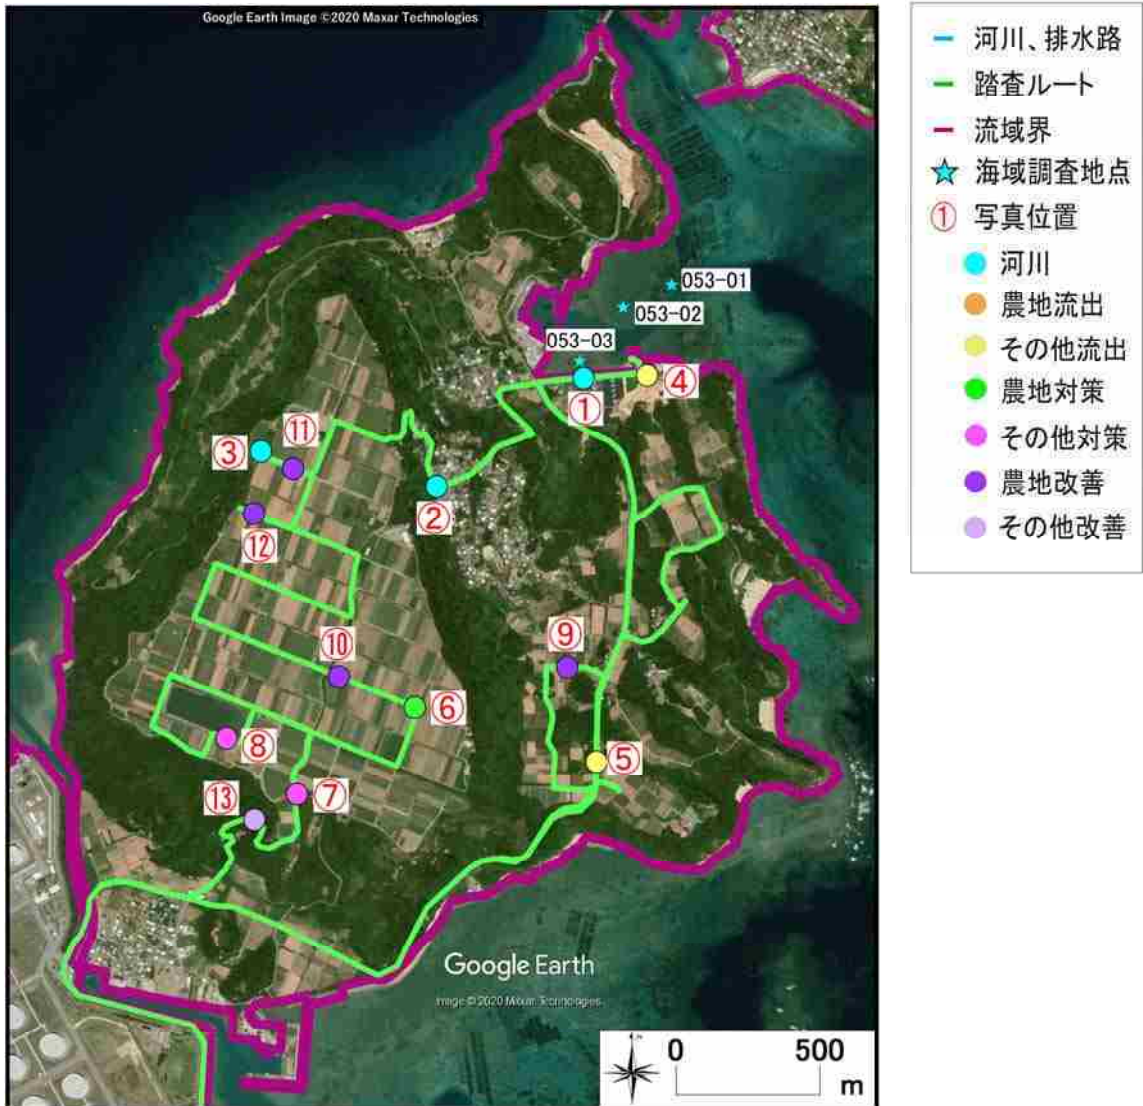 Google Earth Image ©2020 Maxar Technologies
053-01
053-02
053-03
①
④
⑪
③
②
⑫
⑨
⑩
⑥
⑧
⑤
⑦
⑬
Google Earth
Image © 2020 Maxar Technologies
0 500
m
河川、排水路
踏査ルート
流域界
海域調査地点
① 写真位置
河川
農地流出
その他流出
農地対策
その他対策
農地改善
その他改善